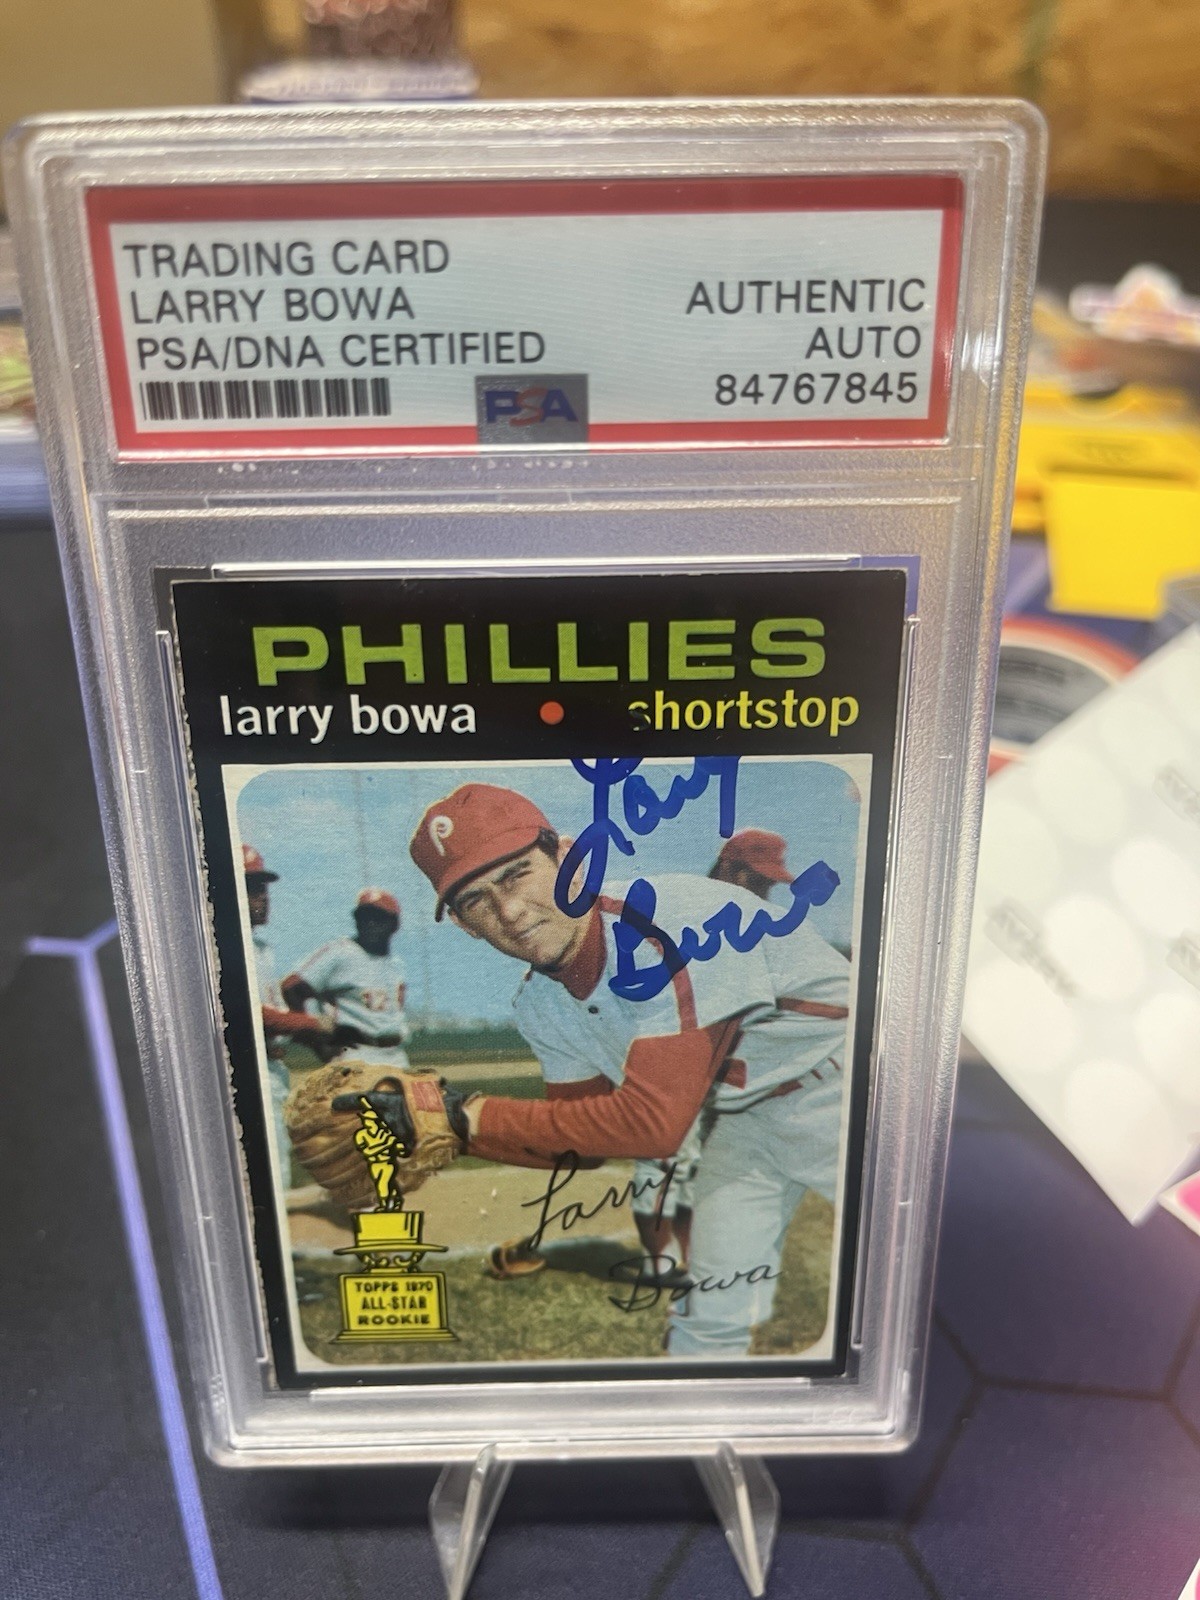 TRADING CARD
LARRY BOWA
PSA/DNA CERTIFIED
AUTHENTIC
AUTO
84767845
PSA
PHILLIES
larry bowa • shortstop
Larry
Bowa
P
32
Larry
Bowa
TOPPS 1970
ALL-STAR
ROOKIE